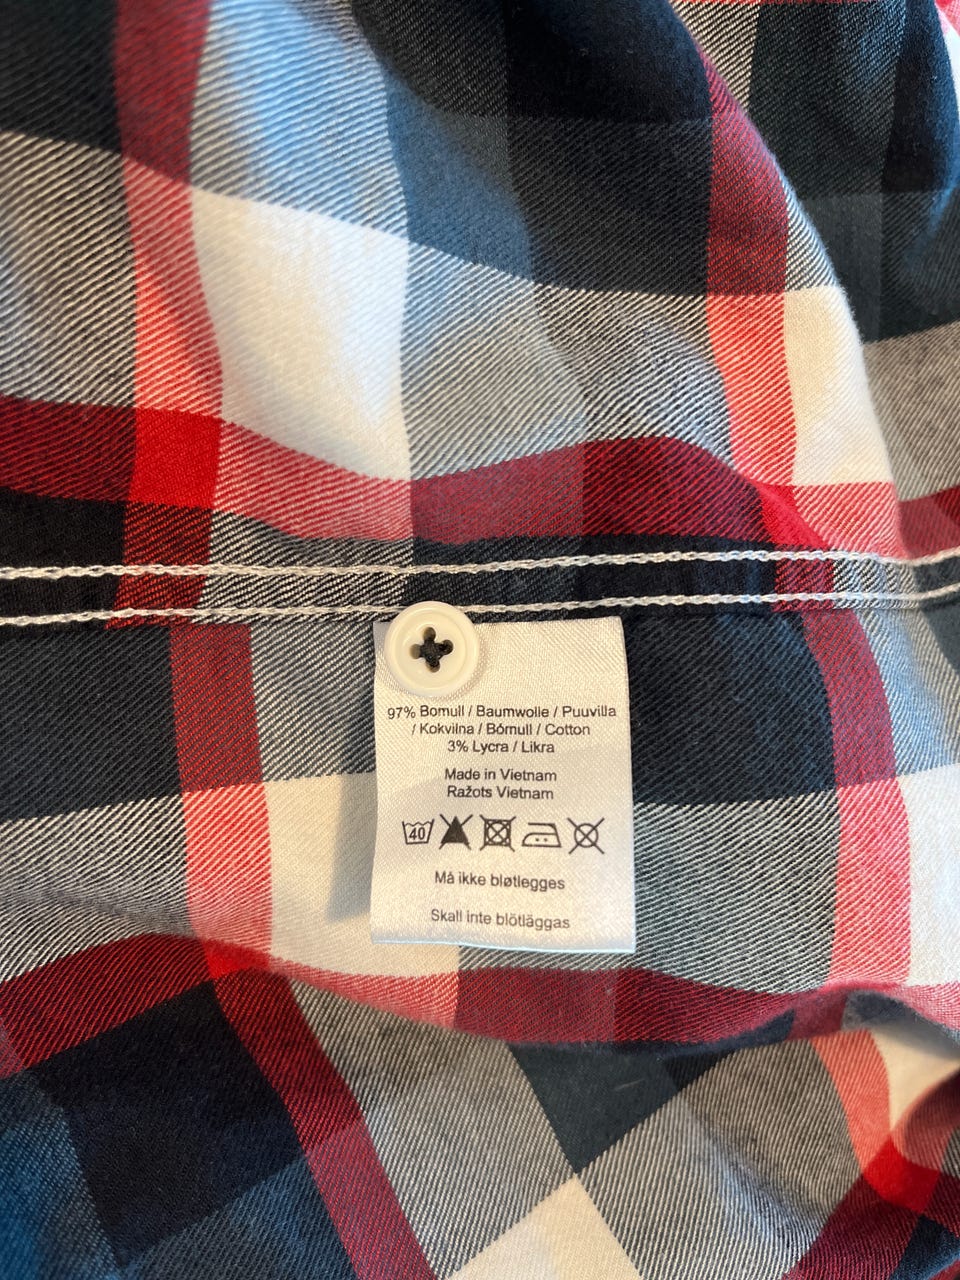 97% Bomull / Baumwolle / Puuvilla
/ Kokvilna / Bómull / Cotton
3% Lycra / Likra
Made in Vietnam
Ražots Vietnam
40
Må ikke bløtlegges
Skall inte blötläggas